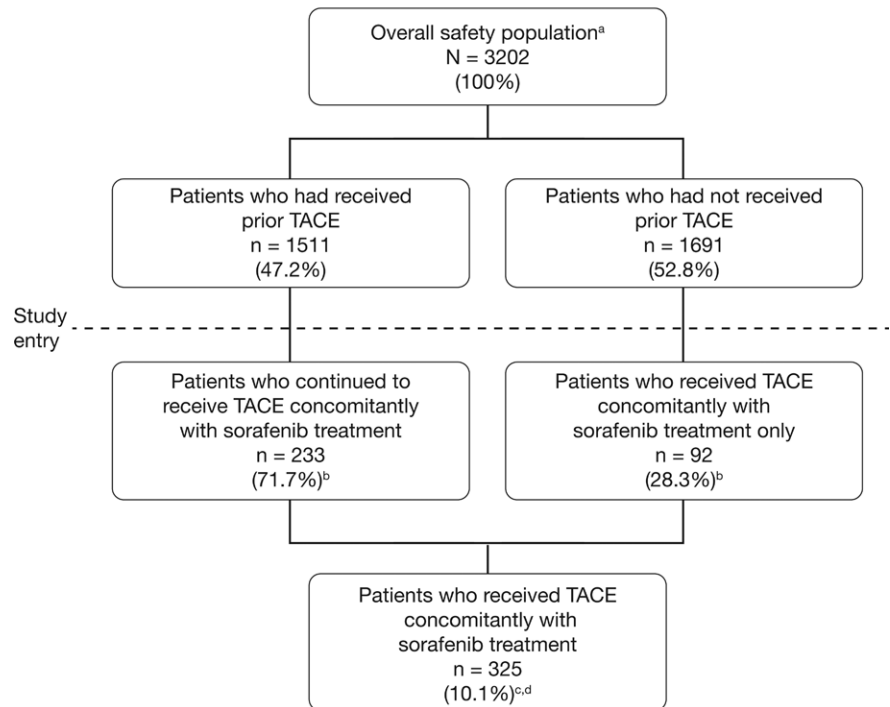 Overall safety populationᵃ
N = 3202
(100%)
Patients who had received
prior TACE
n = 1511
(47.2%)
Patients who had not received
prior TACE
n = 1691
(52.8%)
Study
entry
Patients who continued to
receive TACE concomitantly
with sorafenib treatment
n = 233
(71.7%)ᵇ
Patients who received TACE
concomitantly with
sorafenib treatment only
n = 92
(28.3%)ᵇ
Patients who received TACE
concomitantly with
sorafenib treatment
n = 325
(10.1%)ᶜ,ᵈ